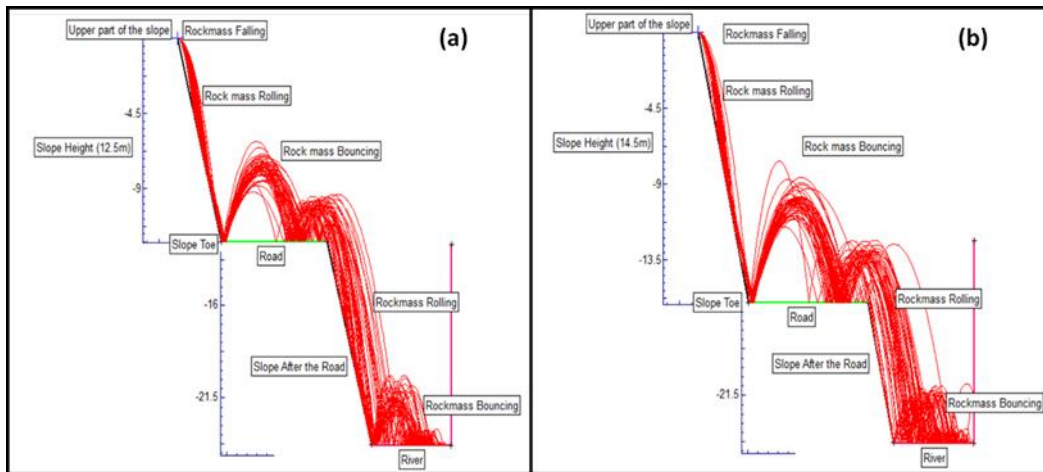 (a)
Upper part of the slope
Rockmass Falling
Rock mass Rolling
-4.5
Slope Height (12.5m)
Rock mass Bouncing
-9
Slope Toe
Road
-16
Rockmass Rolling
Slope After the Road
-21.5
Rockmass Bouncing
River
(b)
Upper part of the slope
Rockmass Falling
Rock mass Rolling
-4.5
Slope Height (14.5m)
Rock mass Bouncing
-9
-13.5
Slope Toe
Road
Rockmass Rolling
Slope After the Road
-21.5
Rockmass Bouncing
River